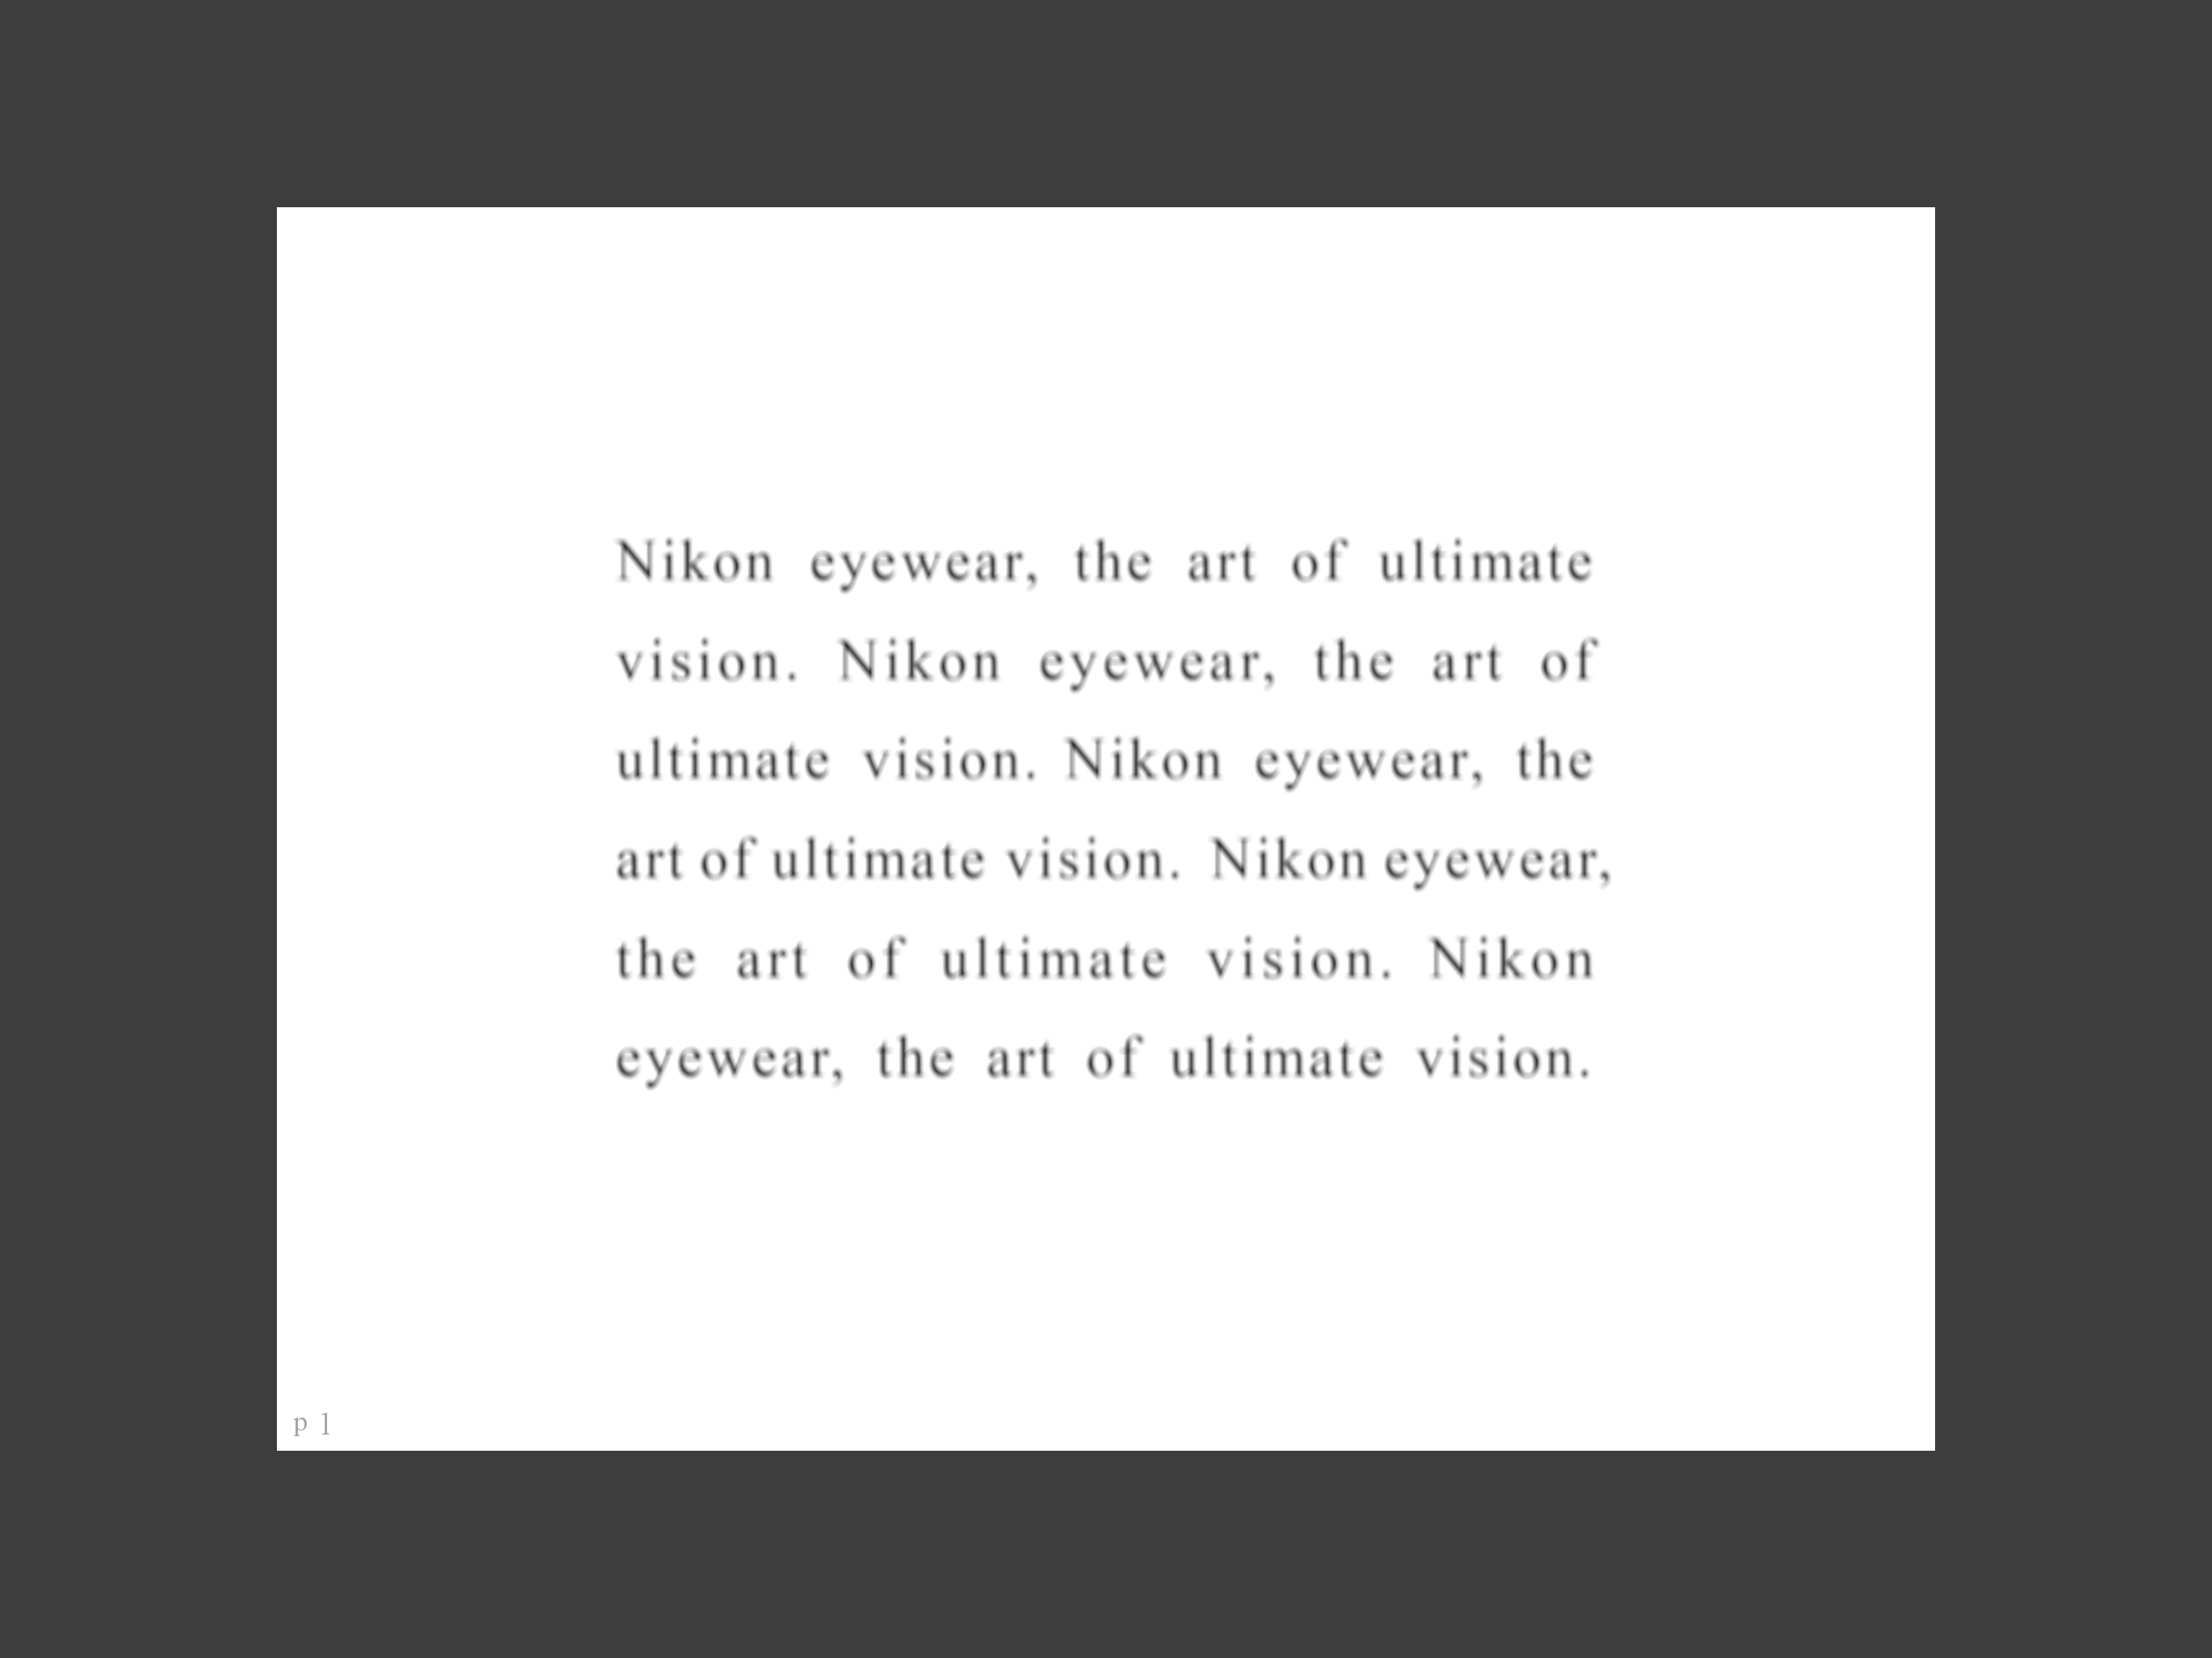 Nikon eyewear, the art of ultimate
vision. Nikon eyewear, the art of
ultimate vision. Nikon eyewear, the
art of ultimate vision. Nikon eyewear,
the art of ultimate vision. Nikon
eyewear, the art of ultimate vision.
p 1